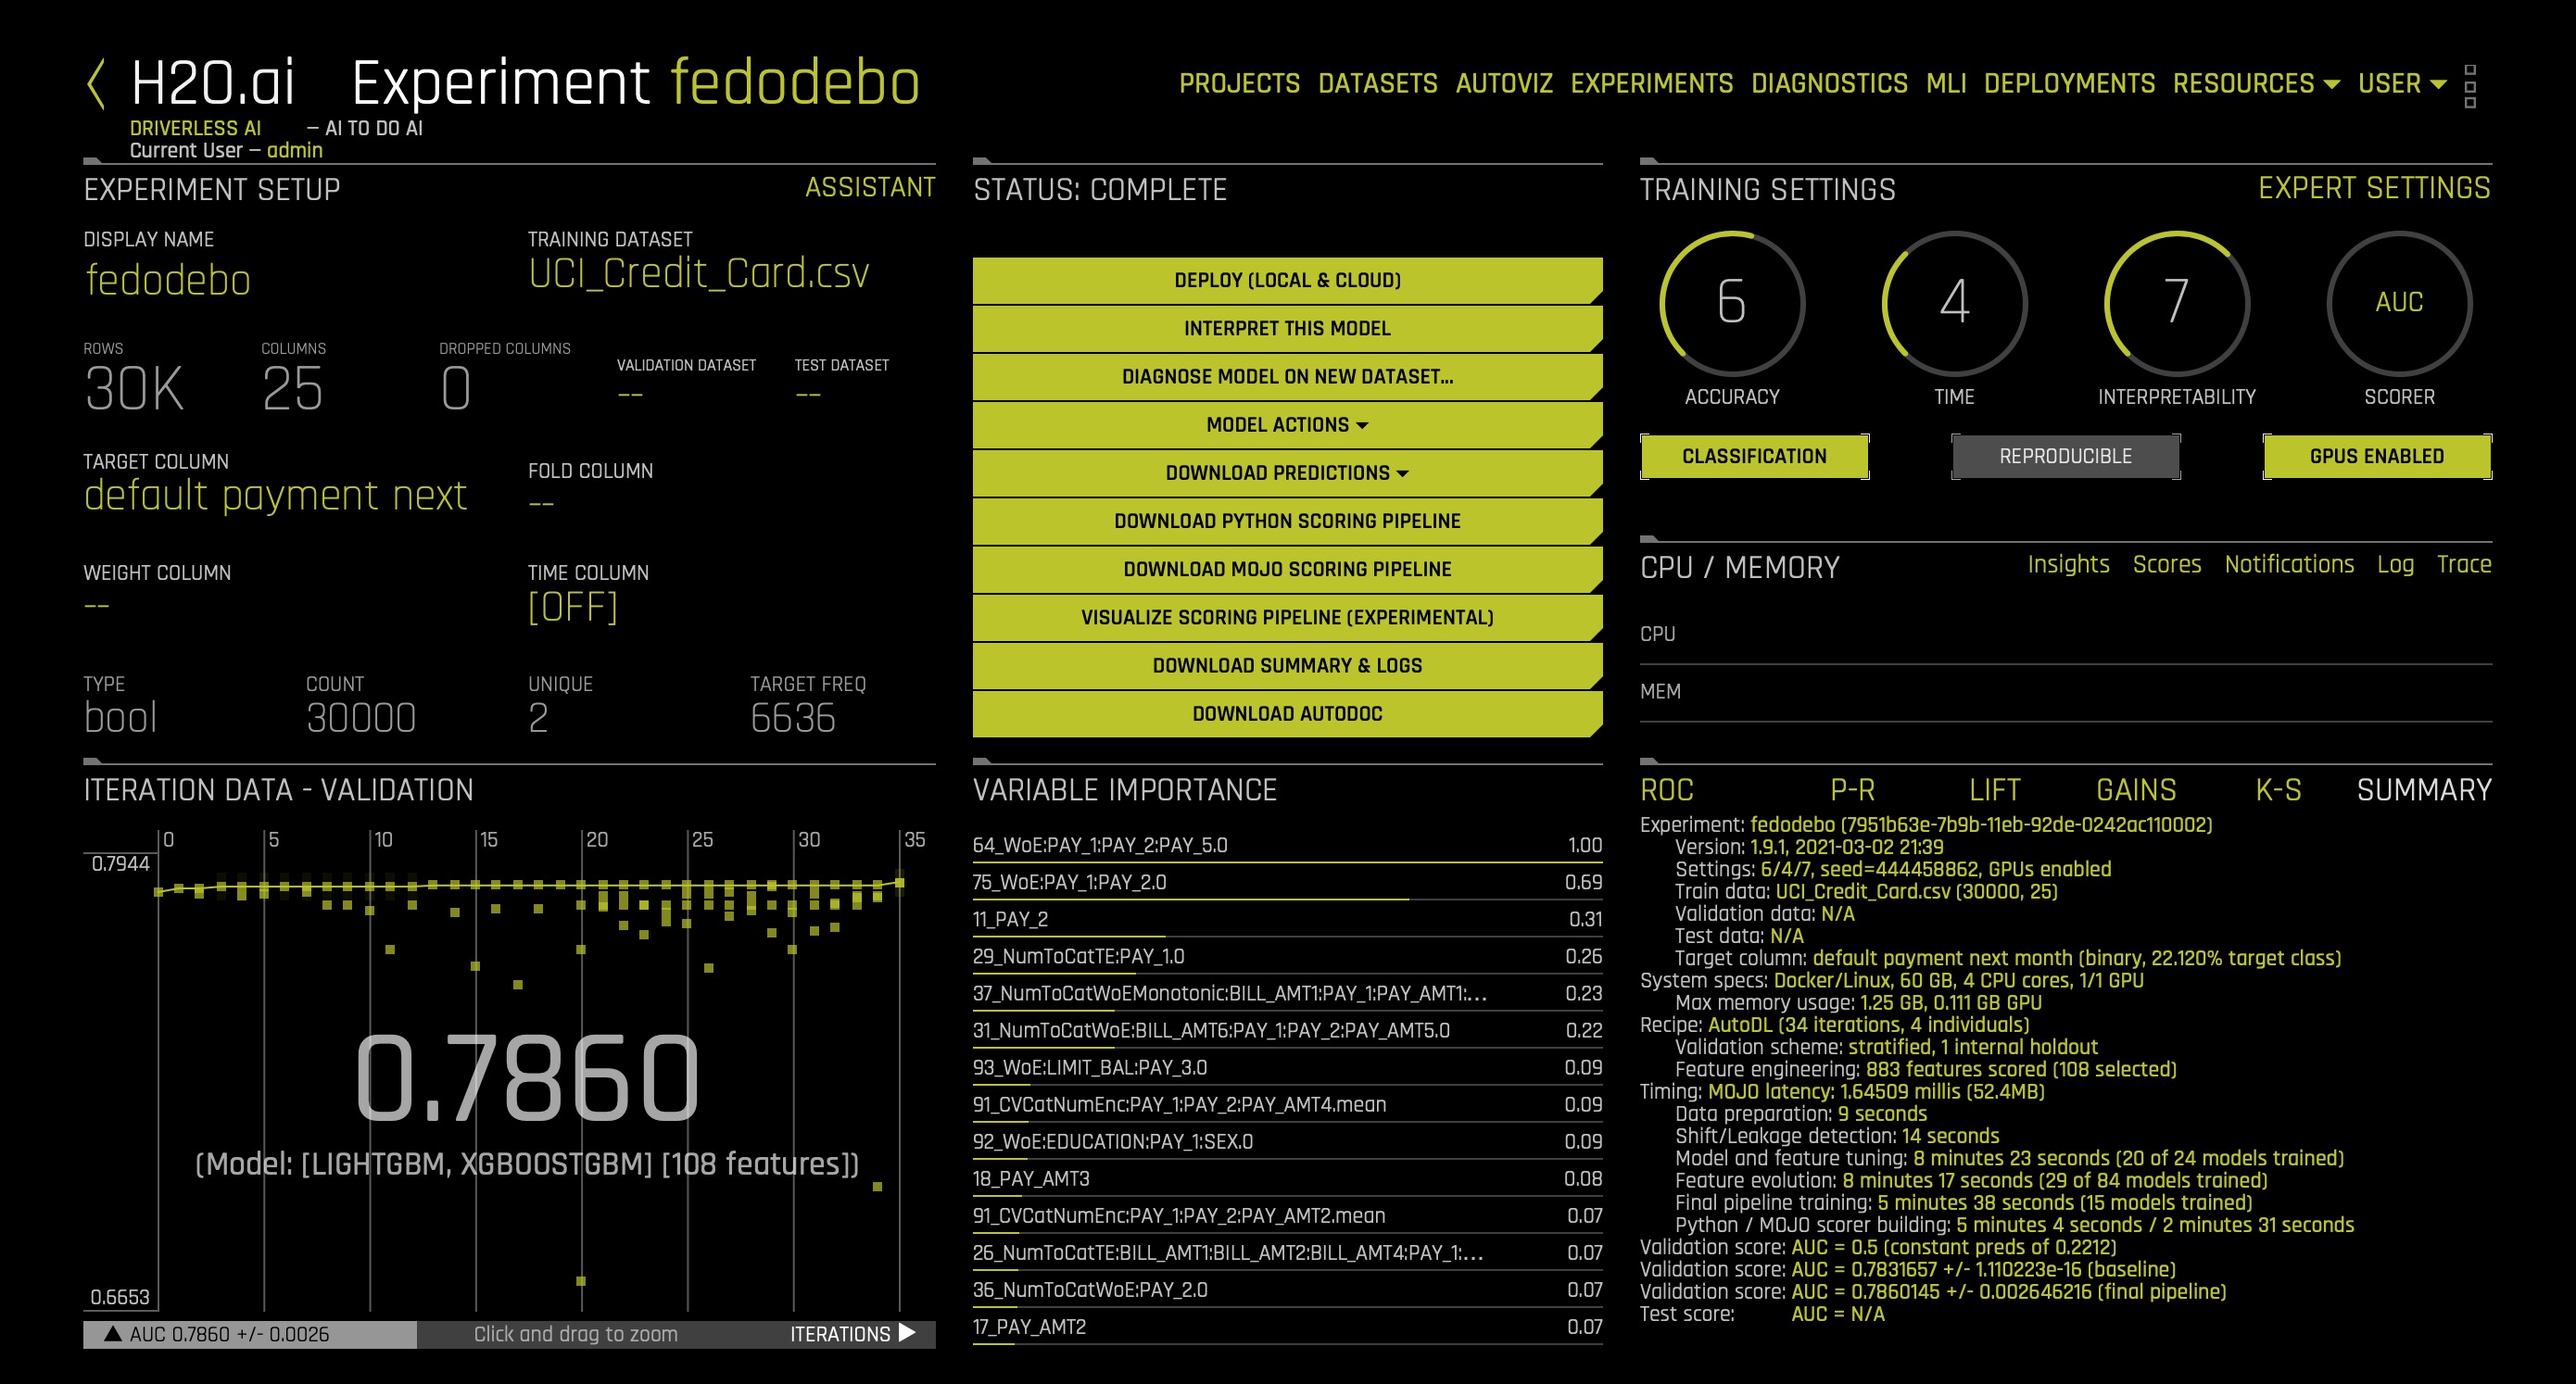 H2O.ai Experiment fedodebo
DRIVERLESS AI – AI TO DO AI
Current User – admin
PROJECTS DATASETS AUTOVIZ EXPERIMENTS DIAGNOSTICS MLI DEPLOYMENTS RESOURCES USER
EXPERIMENT SETUP ASSISTANT
DISPLAY NAME TRAINING DATASET
fedodebo UCI_Credit_Card.csv
ROWS COLUMNS DROPPED COLUMNS VALIDATION DATASET TEST DATASET
30K 25 0 -- --
TARGET COLUMN FOLD COLUMN
default payment next --
WEIGHT COLUMN TIME COLUMN
-- [OFF]
TYPE COUNT UNIQUE TARGET FREQ
bool 30000 2 6636
STATUS: COMPLETE
DEPLOY (LOCAL & CLOUD)
INTERPRET THIS MODEL
DIAGNOSE MODEL ON NEW DATASET...
MODEL ACTIONS
DOWNLOAD PREDICTIONS
DOWNLOAD PYTHON SCORING PIPELINE
DOWNLOAD MOJO SCORING PIPELINE
VISUALIZE SCORING PIPELINE (EXPERIMENTAL)
DOWNLOAD SUMMARY & LOGS
DOWNLOAD AUTODOC
TRAINING SETTINGS EXPERT SETTINGS
6 4 7 AUC
ACCURACY TIME INTERPRETABILITY SCORER
CLASSIFICATION REPRODUCIBLE GPUS ENABLED
CPU / MEMORY Insights Scores Notifications Log Trace
CPU
MEM
ITERATION DATA - VALIDATION
0 5 10 15 20 25 30 35
0.7944
0.7860
(Model: [LIGHTGBM, XGBOOSTGBM] [108 features])
0.6653
▲ AUC 0.7860 +/- 0.0026 Click and drag to zoom ITERATIONS ▶
VARIABLE IMPORTANCE
64_WoE:PAY_1:PAY_2:PAY_5.0 1.00
75_WoE:PAY_1:PAY_2.0 0.69
11_PAY_2 0.31
29_NumToCatTE:PAY_1.0 0.26
37_NumToCatWoEMonotonic:BILL_AMT1:PAY_1:PAY_AMT1:... 0.23
31_NumToCatWoE:BILL_AMT6:PAY_1:PAY_2:PAY_AMT5.0 0.22
93_WoE:LIMIT_BAL:PAY_3.0 0.09
91_CVCatNumEnc:PAY_1:PAY_2:PAY_AMT4.mean 0.09
92_WoE:EDUCATION:PAY_1:SEX.0 0.09
18_PAY_AMT3 0.08
91_CVCatNumEnc:PAY_1:PAY_2:PAY_AMT2.mean 0.07
26_NumToCatTE:BILL_AMT1:BILL_AMT2:BILL_AMT4:PAY_1:... 0.07
36_NumToCatWoE:PAY_2.0 0.07
17_PAY_AMT2 0.07
ROC P-R LIFT GAINS K-S SUMMARY
Experiment: fedodebo (7951b63e-7b9b-11eb-92de-0242ac110002)
Version: 1.9.1, 2021-03-02 21:39
Settings: 6/4/7, seed=444458862, GPUs enabled
Train data: UCI_Credit_Card.csv (30000, 25)
Validation data: N/A
Test data: N/A
Target column: default payment next month (binary, 22.120% target class)
System specs: Docker/Linux, 60 GB, 4 CPU cores, 1/1 GPU
Max memory usage: 1.25 GB, 0.111 GB GPU
Recipe: AutoDL (34 iterations, 4 individuals)
Validation scheme: stratified, 1 internal holdout
Feature engineering: 883 features scored (108 selected)
Timing: MOJO latency: 1.64509 millis (52.4MB)
Data preparation: 9 seconds
Shift/Leakage detection: 14 seconds
Model and feature tuning: 8 minutes 23 seconds (20 of 24 models trained)
Feature evolution: 8 minutes 17 seconds (29 of 84 models trained)
Final pipeline training: 5 minutes 38 seconds (15 models trained)
Python / MOJO scorer building: 5 minutes 4 seconds / 2 minutes 31 seconds
Validation score: AUC = 0.5 (constant preds of 0.2212)
Validation score: AUC = 0.7831657 +/- 1.110223e-16 (baseline)
Validation score: AUC = 0.7860145 +/- 0.002646216 (final pipeline)
Test score: AUC = N/A